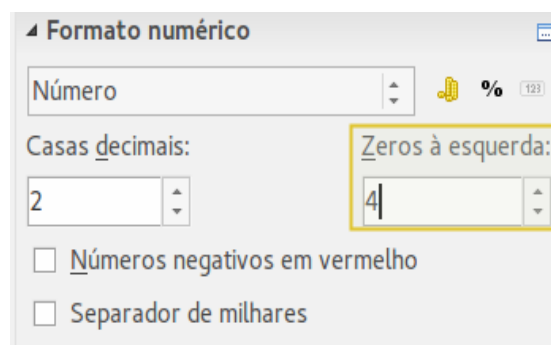 Formato numérico
Número % 123
Casas decimais: Zeros à esquerda:
2 4
Números negativos em vermelho
Separador de milhares